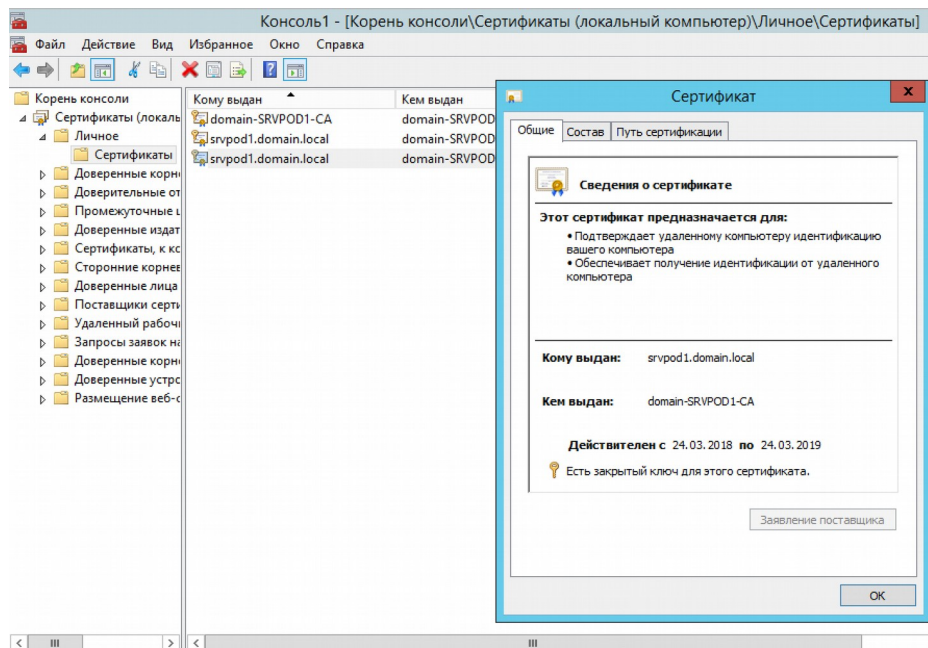 Консоль1 - [Корень консоли\Сертификаты (локальный компьютер)\Личное\Сертификаты]
Файл Действие Вид Избранное Окно Справка
Корень консоли
Сертификаты (локаль
Личное
Сертификаты
Доверенные корн
Доверительные от
Промежуточные ц
Доверенные издат
Сертификаты, к кс
Сторонние корнев
Доверенные лица
Поставщики серти
Удаленный рабоч
Запросы заявок на
Доверенные корн
Доверенные устрс
Размещение веб-с
Кому выдан Кем выдан
domain-SRVPOD1-CA domain-SRVPOD
srvpod1.domain.local domain-SRVPOD
srvpod1.domain.local domain-SRVPOD
Сертификат
x
Общие Состав Путь сертификации
Сведения о сертификате
Этот сертификат предназначается для:
• Подтверждает удаленному компьютеру идентификацию
вашего компьютера
• Обеспечивает получение идентификации от удаленного
компьютера
Кому выдан: srvpod1.domain.local
Кем выдан: domain-SRVPOD1-CA
Действителен с 24.03.2018 по 24.03.2019
Есть закрытый ключ для этого сертификата.
Заявление поставщика
ОК